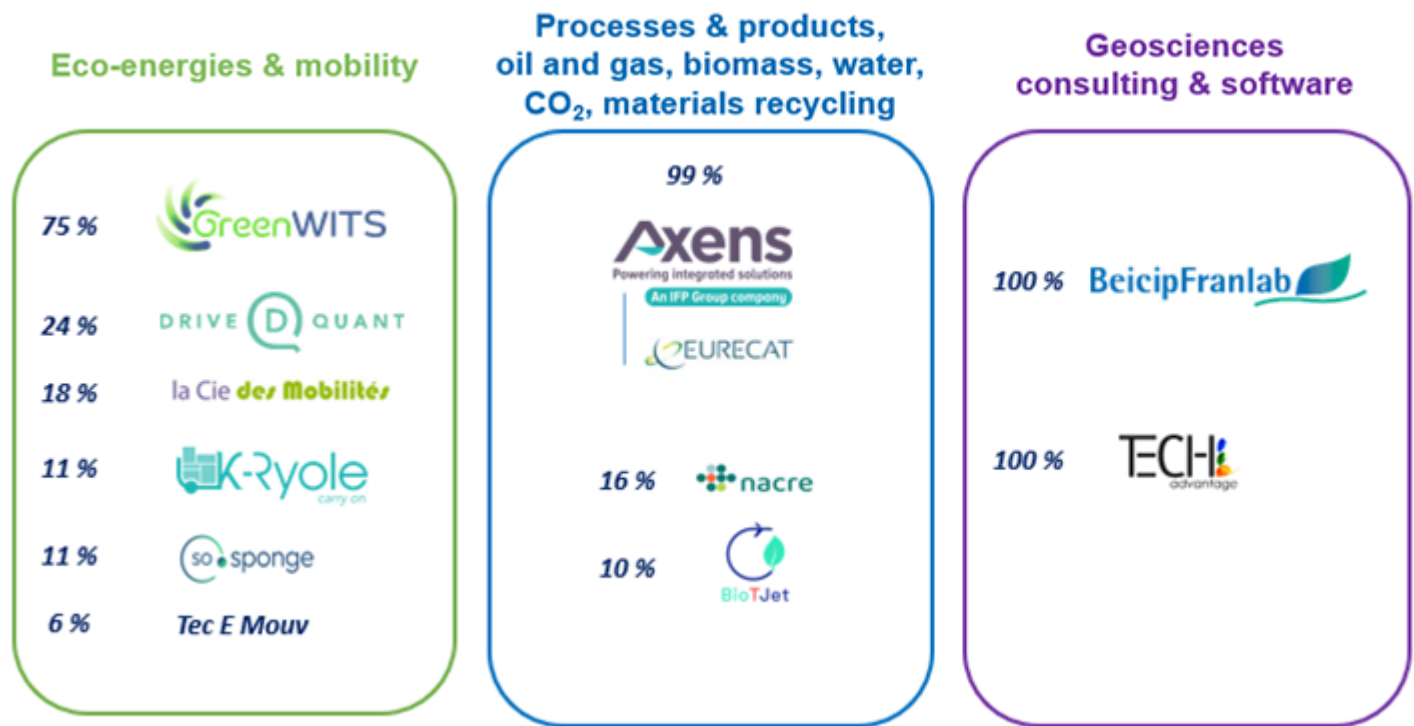 Eco-energies & mobility
75 %
GreenWITS
24 %
DRIVE D QUANT
18 %
la Cie des Mobilités
11 %
K-Ryole
carry on
11 %
so sponge
6 %
Tec E Mouv
Processes & products,
oil and gas, biomass, water,
CO₂, materials recycling
99 %
Axens
Powering integrated solutions
An IFP Group company
EURECAT
16 %
nacre
10 %
BioTJet
Geosciences
consulting & software
100 %
BeicipFranlab
100 %
TECH
advantage